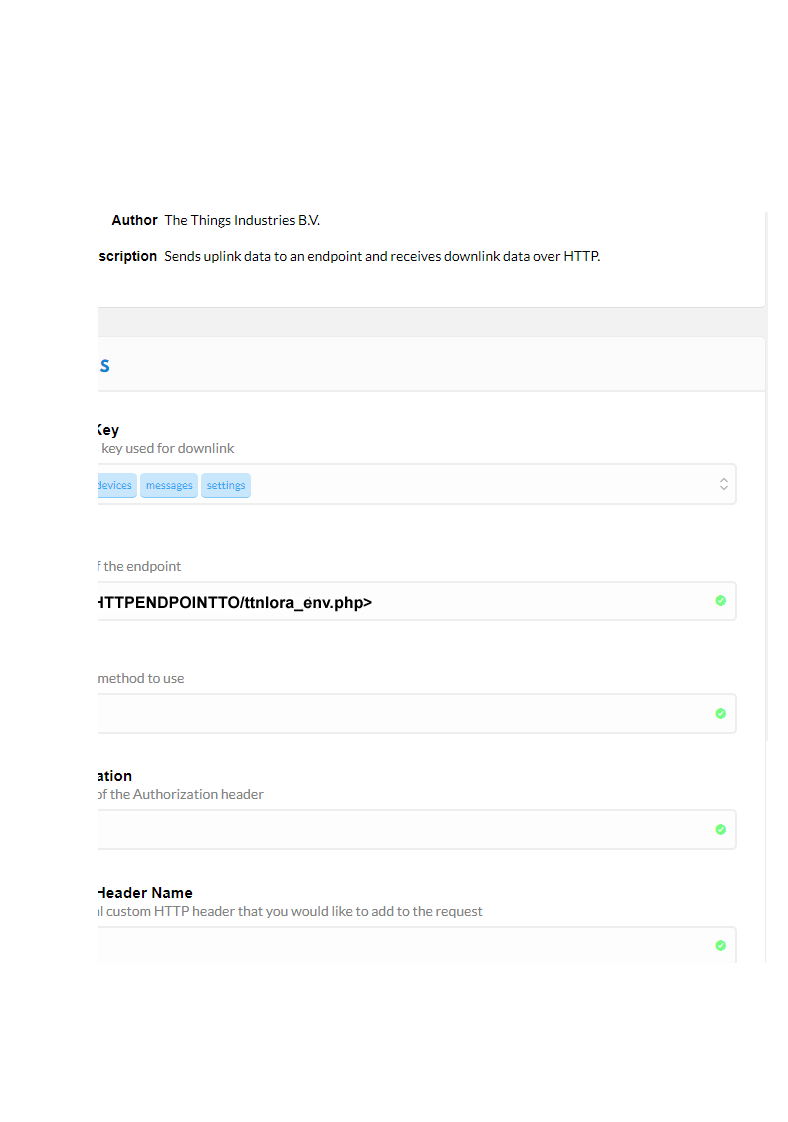 Author The Things Industries B.V.
scription Sends uplink data to an endpoint and receives downlink data over HTTP.
s
Key
key used for downlink
devices messages settings
f the endpoint
HTTPENDPOINTTO/ttnlora_env.php>
method to use
ation
of the Authorization header
Header Name
l custom HTTP header that you would like to add to the request